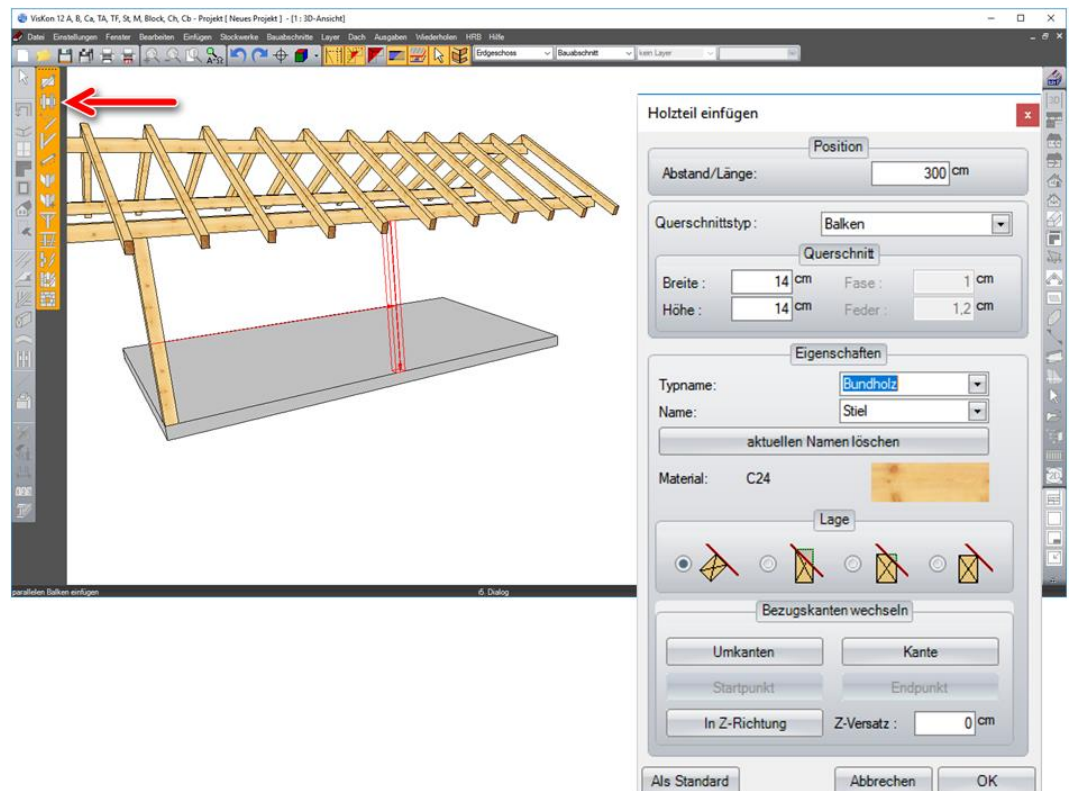 VisKon 12 A, B, Ca, TA, TF, St, M, Block, Ch, Cb - Projekt [ Neues Projekt ] - [1 : 3D-Ansicht]
Datei Einstellungen Fenster Bearbeiten Einfügen Stockwerke Bauabschnitte Layer Dach Ausgaben Wiederholen HRB Hilfe
Erdgeschoss Bauabschnitt kein Layer
Holzteil einfügen
Position
Abstand/Länge: 300 cm
Querschnittstyp : Balken
Querschnitt
Breite : 14 cm Fase : 1 cm
Höhe : 14 cm Feder : 1,2 cm
Eigenschaften
Typname: Bundholz
Name: Stiel
aktuellen Namen löschen
Material: C24
Lage
Bezugskanten wechseln
Umkanten Kante
Startpunkt Endpunkt
In Z-Richtung Z-Versatz : 0 cm
Als Standard Abbrechen OK
parallelen Balken einfügen 6. Dialog